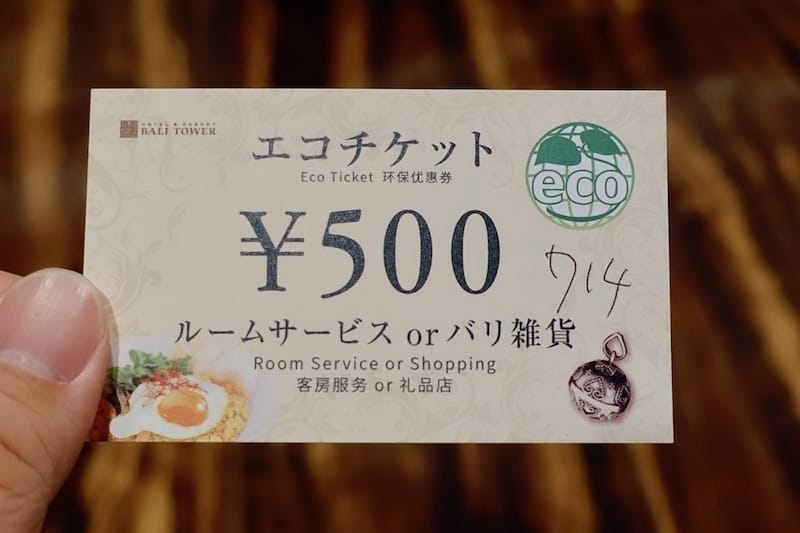 HOTEL & RESORT
BALI TOWER
エコチケット
Eco Ticket 环保优惠券
eco
¥500
714
ルームサービス or バリ雑貨
Room Service or Shopping
客房服务 or 礼品店